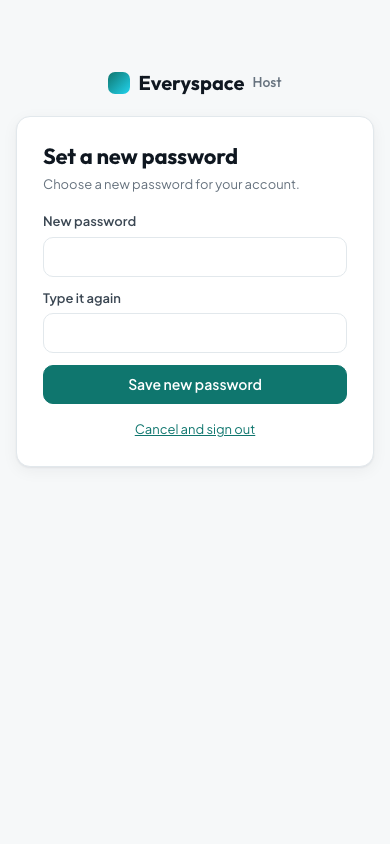 Everyspace Host
Set a new password
Choose a new password for your account.
New password
Type it again
Save new password
Cancel and sign out